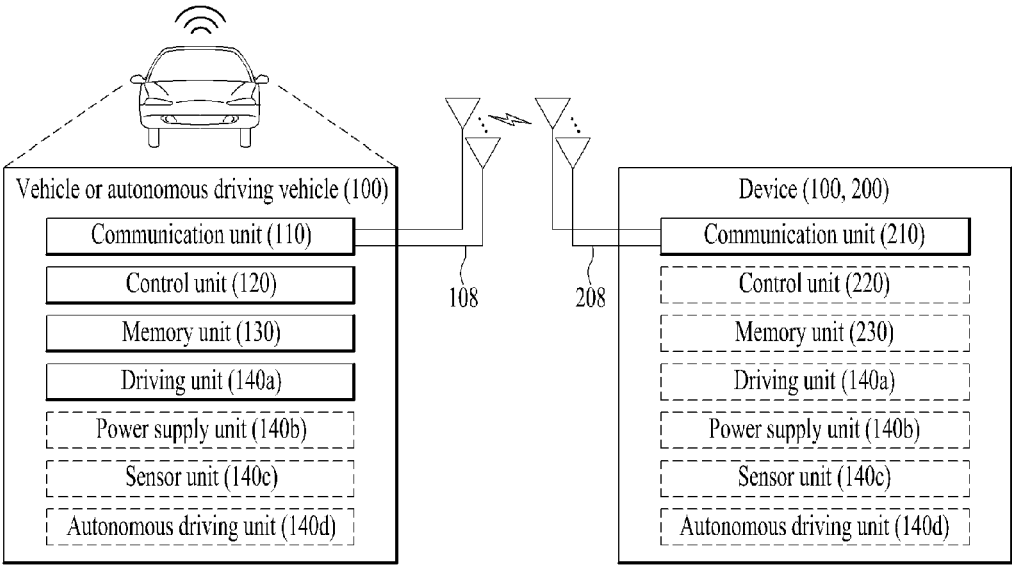 Vehicle or autonomous driving vehicle (100)
Communication unit (110)
Control unit (120)
Memory unit (130)
Driving unit (140a)
Power supply unit (140b)
Sensor unit (140c)
Autonomous driving unit (140d)
108
208
Device (100, 200)
Communication unit (210)
Control unit (220)
Memory unit (230)
Driving unit (140a)
Power supply unit (140b)
Sensor unit (140c)
Autonomous driving unit (140d)